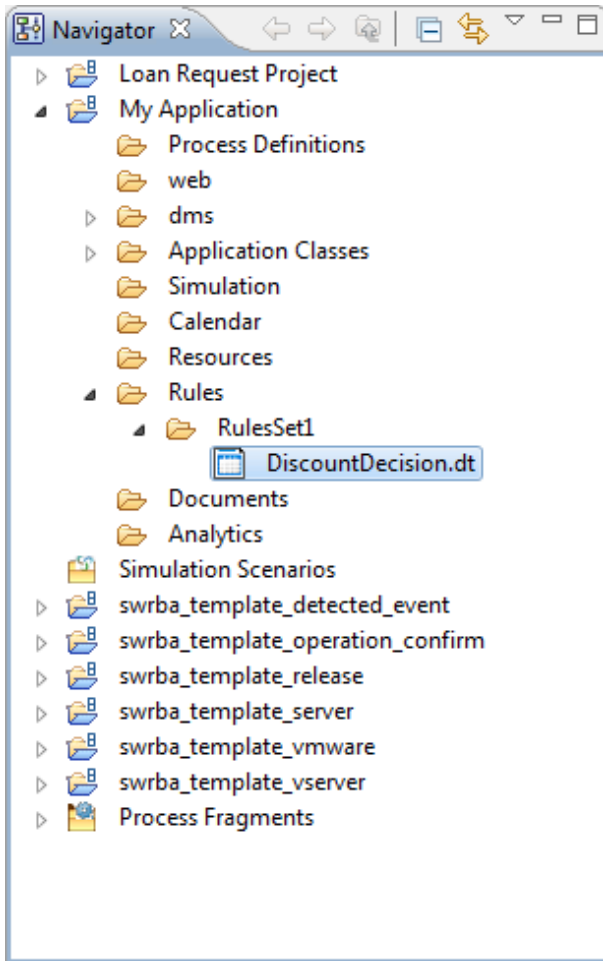 Navigator
Loan Request Project
My Application
Process Definitions
web
dms
Application Classes
Simulation
Calendar
Resources
Rules
RulesSet1
DiscountDecision.dt
Documents
Analytics
Simulation Scenarios
swrba_template_detected_event
swrba_template_operation_confirm
swrba_template_release
swrba_template_server
swrba_template_vmware
swrba_template_vserver
Process Fragments